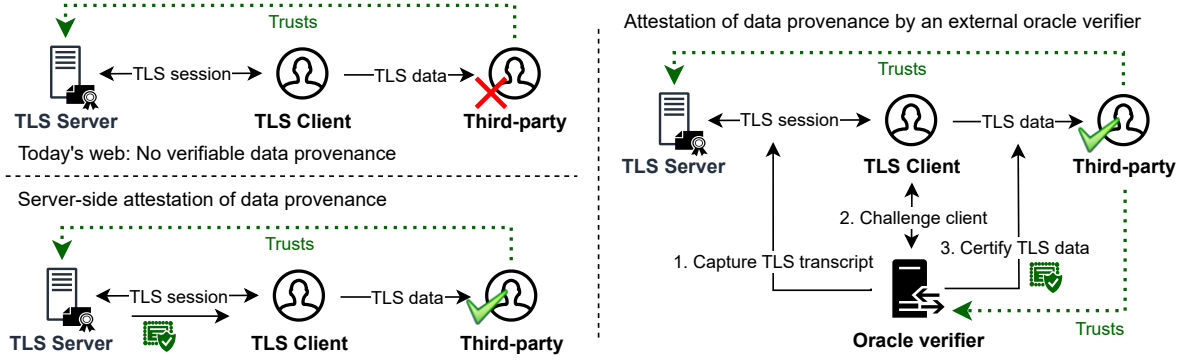 Trusts
TLS session
TLS data
TLS Server
TLS Client
Third-party
Today's web: No verifiable data provenance
Server-side attestation of data provenance
Trusts
TLS session
TLS data
TLS Server
TLS Client
Third-party
Attestation of data provenance by an external oracle verifier
Trusts
TLS session
TLS data
TLS Server
TLS Client
Third-party
2. Challenge client
1. Capture TLS transcript
3. Certify TLS data
Oracle verifier
Trusts